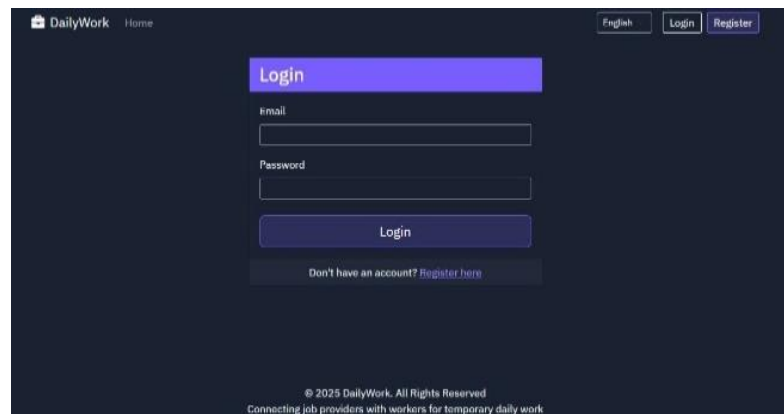 DailyWork Home English Login Register
Login
Email
Password
Login
Don't have an account? Register here
© 2025 DailyWork. All Rights Reserved
Connecting job providers with workers for temporary daily work